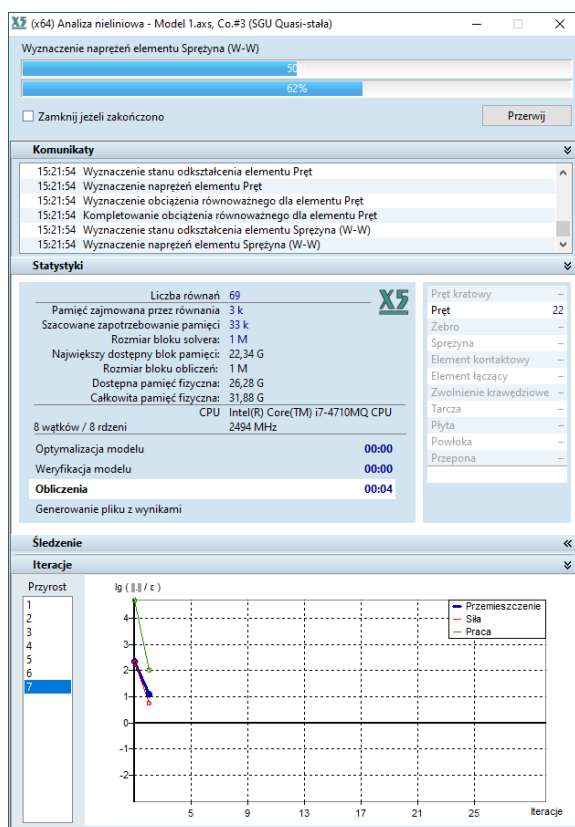 X5 (x64) Analiza nieliniowa - Model 1.axs, Co.#3 (SGU Quasi-stała)
Wyznaczenie naprężeń elementu Sprężyna (W-W)
50%
62%
Zamknij jeżeli zakończono
Przerwij
Komunikaty
15:21:54 Wyznaczenie stanu odkształcenia elementu Pręt
15:21:54 Wyznaczenie naprężeń elementu Pręt
15:21:54 Wyznaczenie obciążenia równoważnego dla elementu Pręt
15:21:54 Kompletowanie obciążenia równoważnego dla elementu Pręt
15:21:54 Wyznaczenie stanu odkształcenia elementu Sprężyna (W-W)
15:21:54 Wyznaczenie naprężeń elementu Sprężyna (W-W)
Statystyki
Liczba równań 69
Pamięć zajmowana przez równania 3 k
Szacowane zapotrzebowanie pamięci 33 k
Rozmiar bloku solvera: 1 M
Największy dostępny blok pamięci: 22,34 G
Rozmiar bloku obliczeń: 1 M
Dostępna pamięć fizyczna: 26,28 G
Całkowita pamięć fizyczna: 31,88 G
CPU Intel(R) Core(TM) i7-4710MQ CPU
8 wątków / 8 rdzeni 2494 MHz
Optymalizacja modelu 00:00
Weryfikacja modelu 00:00
Obliczenia 00:04
Generowanie pliku z wynikami
X5
Pręt kratowy –
Pręt 22
Żebro –
Sprężyna –
Element kontaktowy –
Element łączący –
Zwolnienie krawędziowe –
Tarcza –
Płyta –
Powłoka –
Przepona –
Śledzenie
Iteracje
Przyrost
1
2
3
4
5
6
7
lg ( ||.|| / ε )
Przemieszczenie
Siła
Praca
4
3
2
1
0
-1
-2
5 9 13 17 21 25 Iteracje